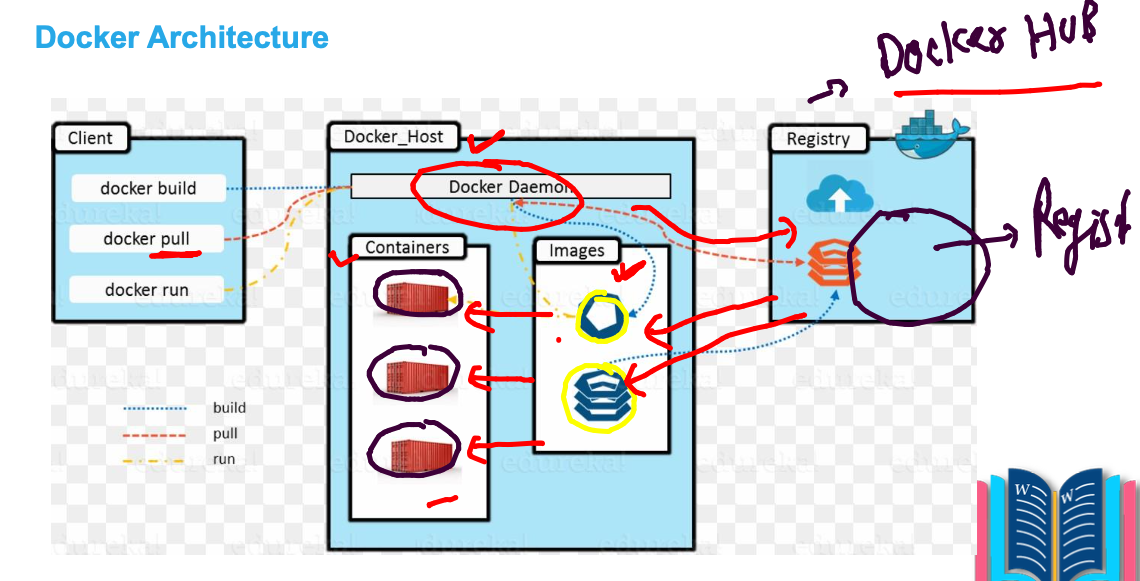 Docker Architecture
Docker HUB
Client
Docker_Host
Registry
docker build
Docker Daemon
docker pull
Regist
Containers
Images
docker run
build
pull
run
edureka!
W W